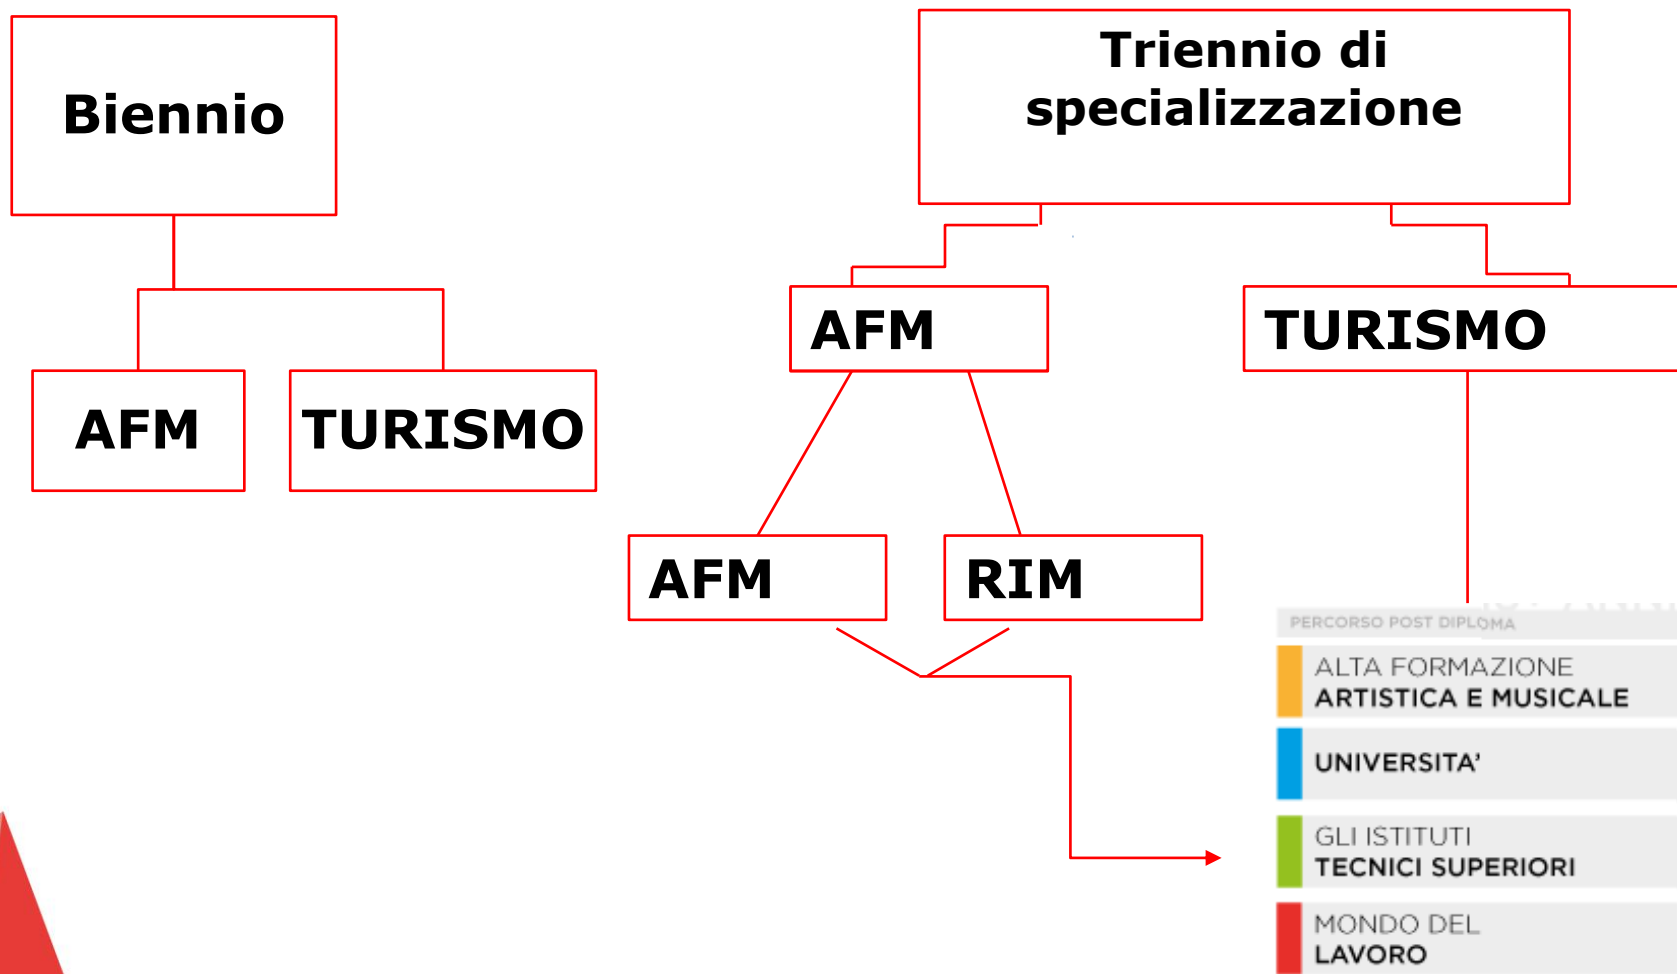 Biennio
Triennio di
specializzazione
AFM
TURISMO
AFM
TURISMO
AFM
RIM
PERCORSO POST DIPLOMA
ALTA FORMAZIONE
ARTISTICA E MUSICALE
UNIVERSITA’
GLI ISTITUTI
TECNICI SUPERIORI
MONDO DEL
LAVORO